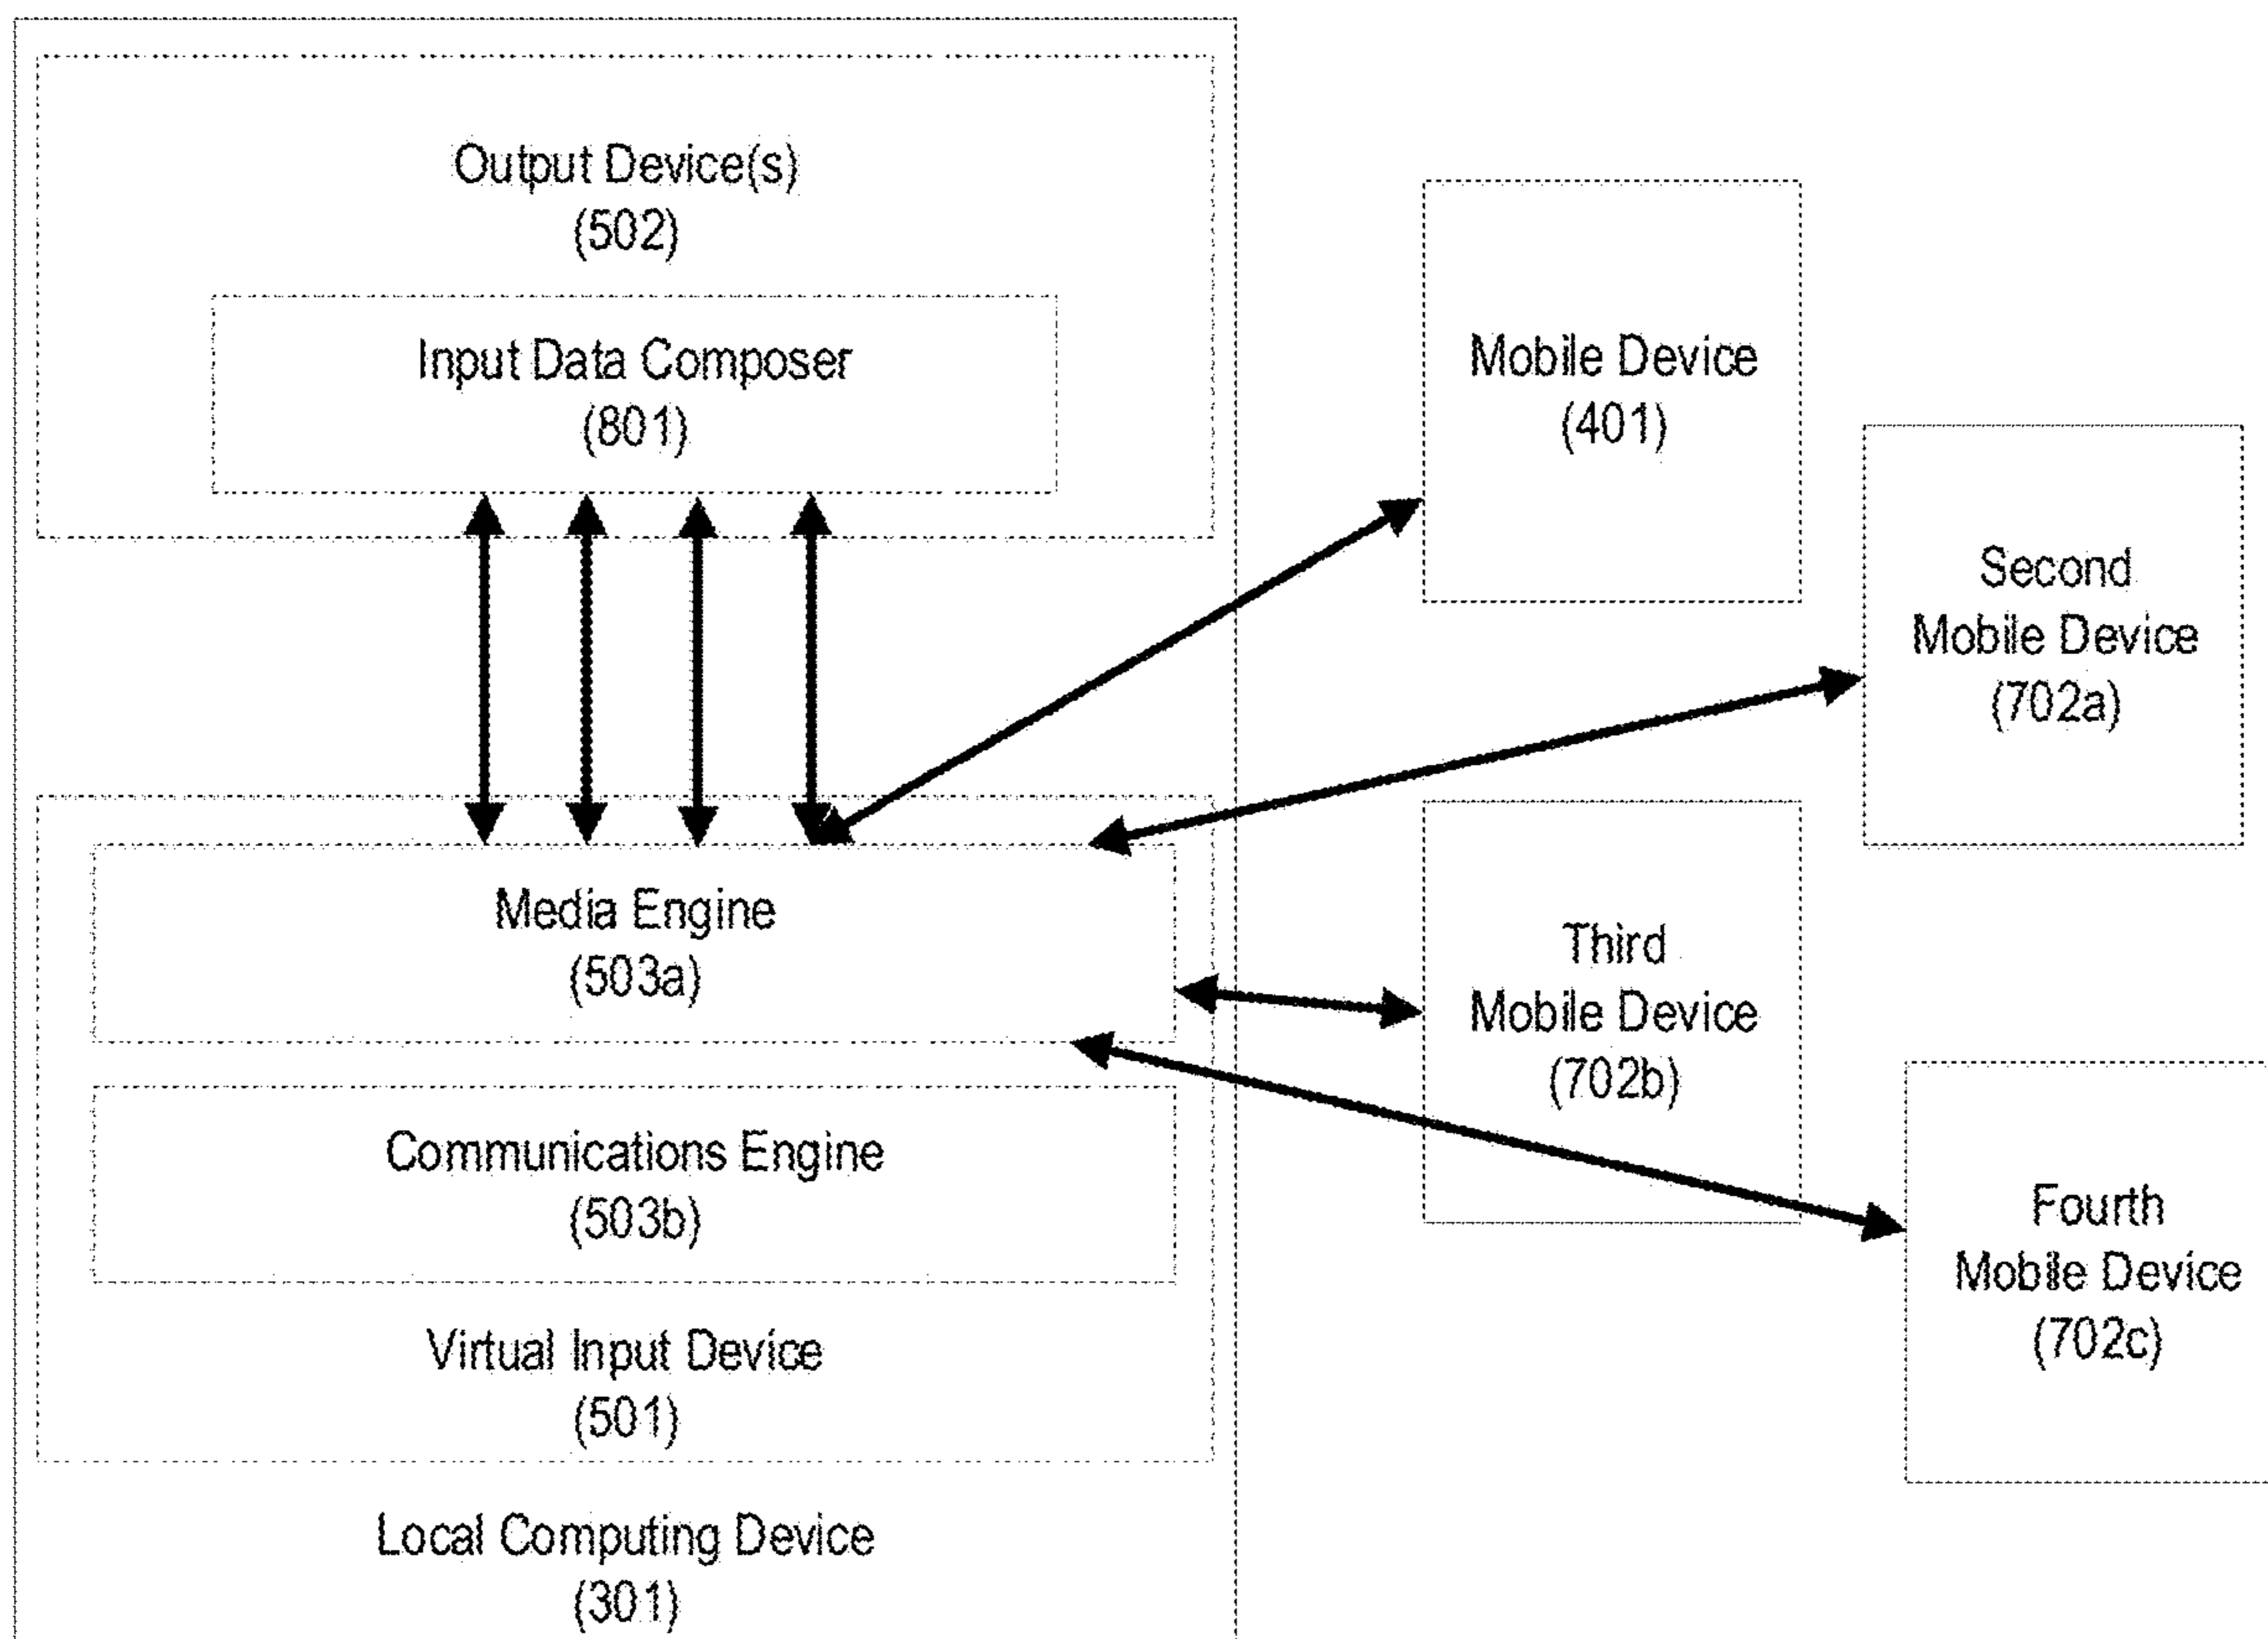 Output Device(s)
(502)
Input Data Composer
(801)
Mobile Device
(401)
Second
Mobile Device
(702a)
Media Engine
(503a)
Third
Mobile Device
(702b)
Communications Engine
(503b)
Fourth
Mobile Device
(702c)
Virtual Input Device
(501)
Local Computing Device
(301)